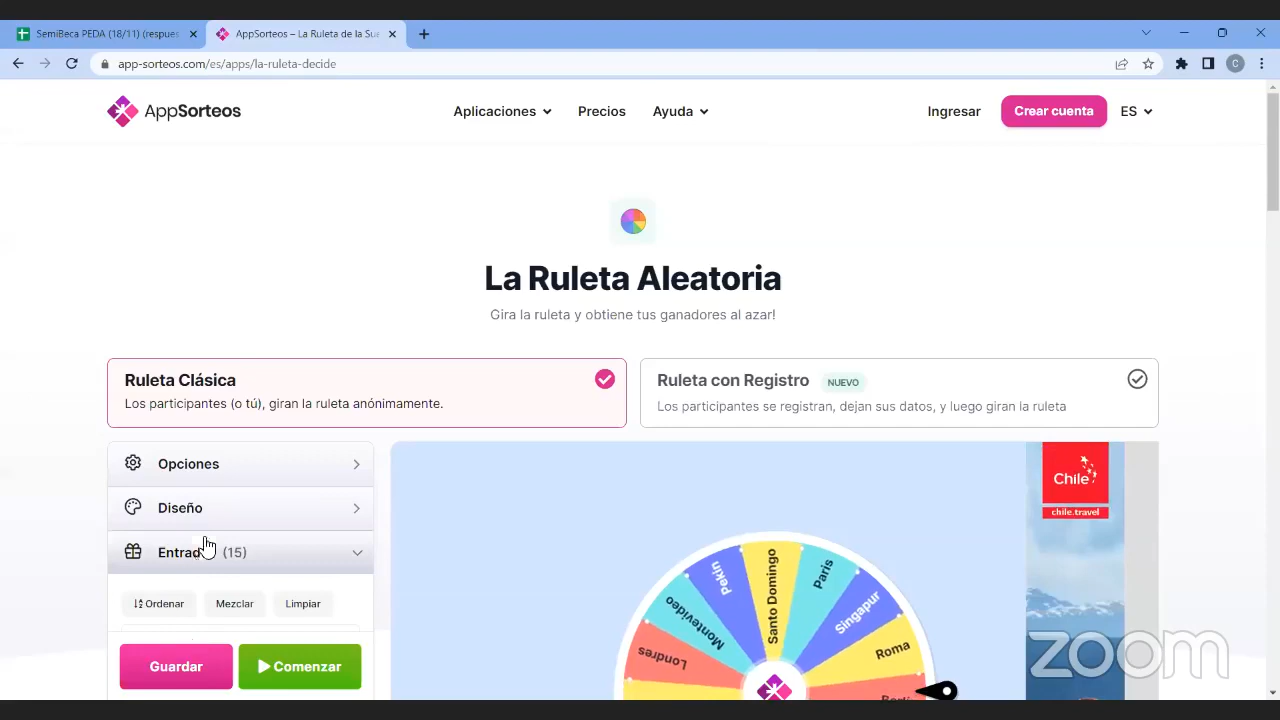 SemiBeca PEDA (18/11) (respues
AppSorteos – La Ruleta de la Sue
app-sorteos.com/es/apps/la-ruleta-decide
C
AppSorteos
Aplicaciones
Precios
Ayuda
Ingresar
Crear cuenta
ES
La Ruleta Aleatoria
Gira la ruleta y obtiene tus ganadores al azar!
Ruleta Clásica
Los participantes (o tú), giran la ruleta anónimamente.
Ruleta con Registro NUEVO
Los participantes se registran, dejan sus datos, y luego giran la ruleta
Opciones
Diseño
Entrad (15)
Ordenar
Mezclar
Limpiar
Guardar
Comenzar
Londres
Montevideo
Pekín
Santo Domingo
París
Singapur
Roma
Chile
chile.travel
zoom